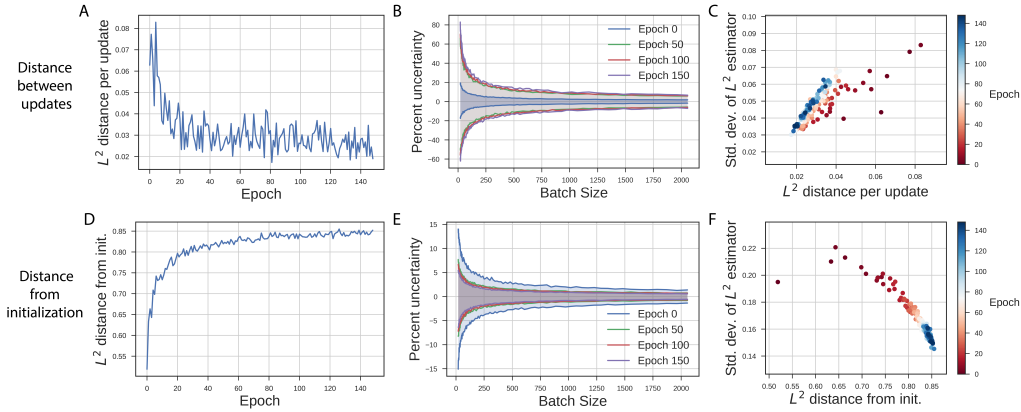 A
B
C
Distance
between
updates
L² distance per update
0.08
0.07
0.06
0.05
0.04
0.03
0.02
0 20 40 60 80 100 120 140
Epoch
Percent uncertainty
80
60
40
20
0
−20
−40
−60
0 250 500 750 1000 1250 1500 1750 2000
Batch Size
Epoch 0
Epoch 50
Epoch 100
Epoch 150
Std. dev. of L² estimator
0.10
0.09
0.08
0.07
0.06
0.05
0.04
0.03
0.02
0.02 0.04 0.06 0.08
L² distance per update
140
120
100
80
60
40
20
0
Epoch
D
E
F
Distance
from
initialization
L² distance from init.
0.85
0.80
0.75
0.70
0.65
0.60
0.55
0 20 40 60 80 100 120 140
Epoch
Percent uncertainty
15
10
5
0
−5
−10
−15
0 250 500 750 1000 1250 1500 1750 2000
Batch Size
Epoch 0
Epoch 50
Epoch 100
Epoch 150
Std. dev. of L² estimator
0.22
0.20
0.18
0.16
0.14
0.50 0.55 0.60 0.65 0.70 0.75 0.80 0.85
L² distance from init.
140
120
100
80
60
40
20
0
Epoch